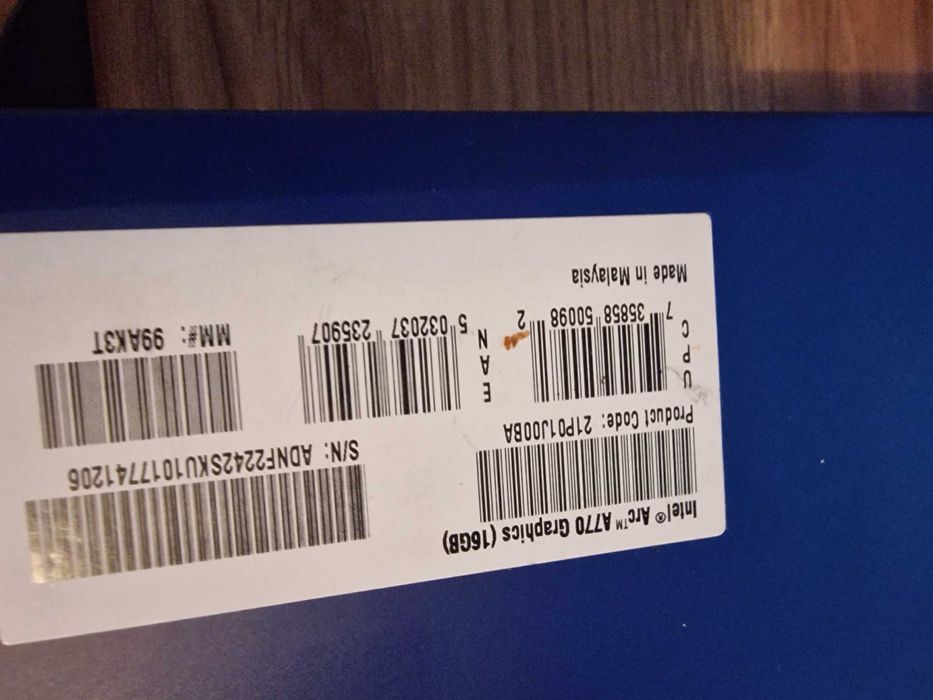 Intel® Arc™ A770 Graphics (16GB)
Product Code: 21P01J00BA
S/N: ADNF2242SKU1017741206
U P C
7 35858 50098 2
E A N
5 032037 235907
MM#: 99AK3T
Made in Malaysia